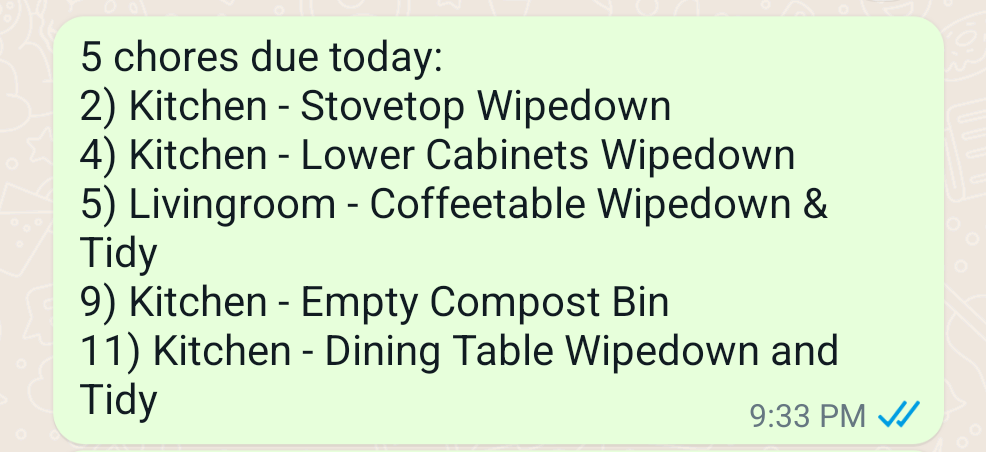 5 chores due today:
2) Kitchen - Stovetop Wipedown
4) Kitchen - Lower Cabinets Wipedown
5) Livingroom - Coffeetable Wipedown &
Tidy
9) Kitchen - Empty Compost Bin
11) Kitchen - Dining Table Wipedown and
Tidy
9:33 PM